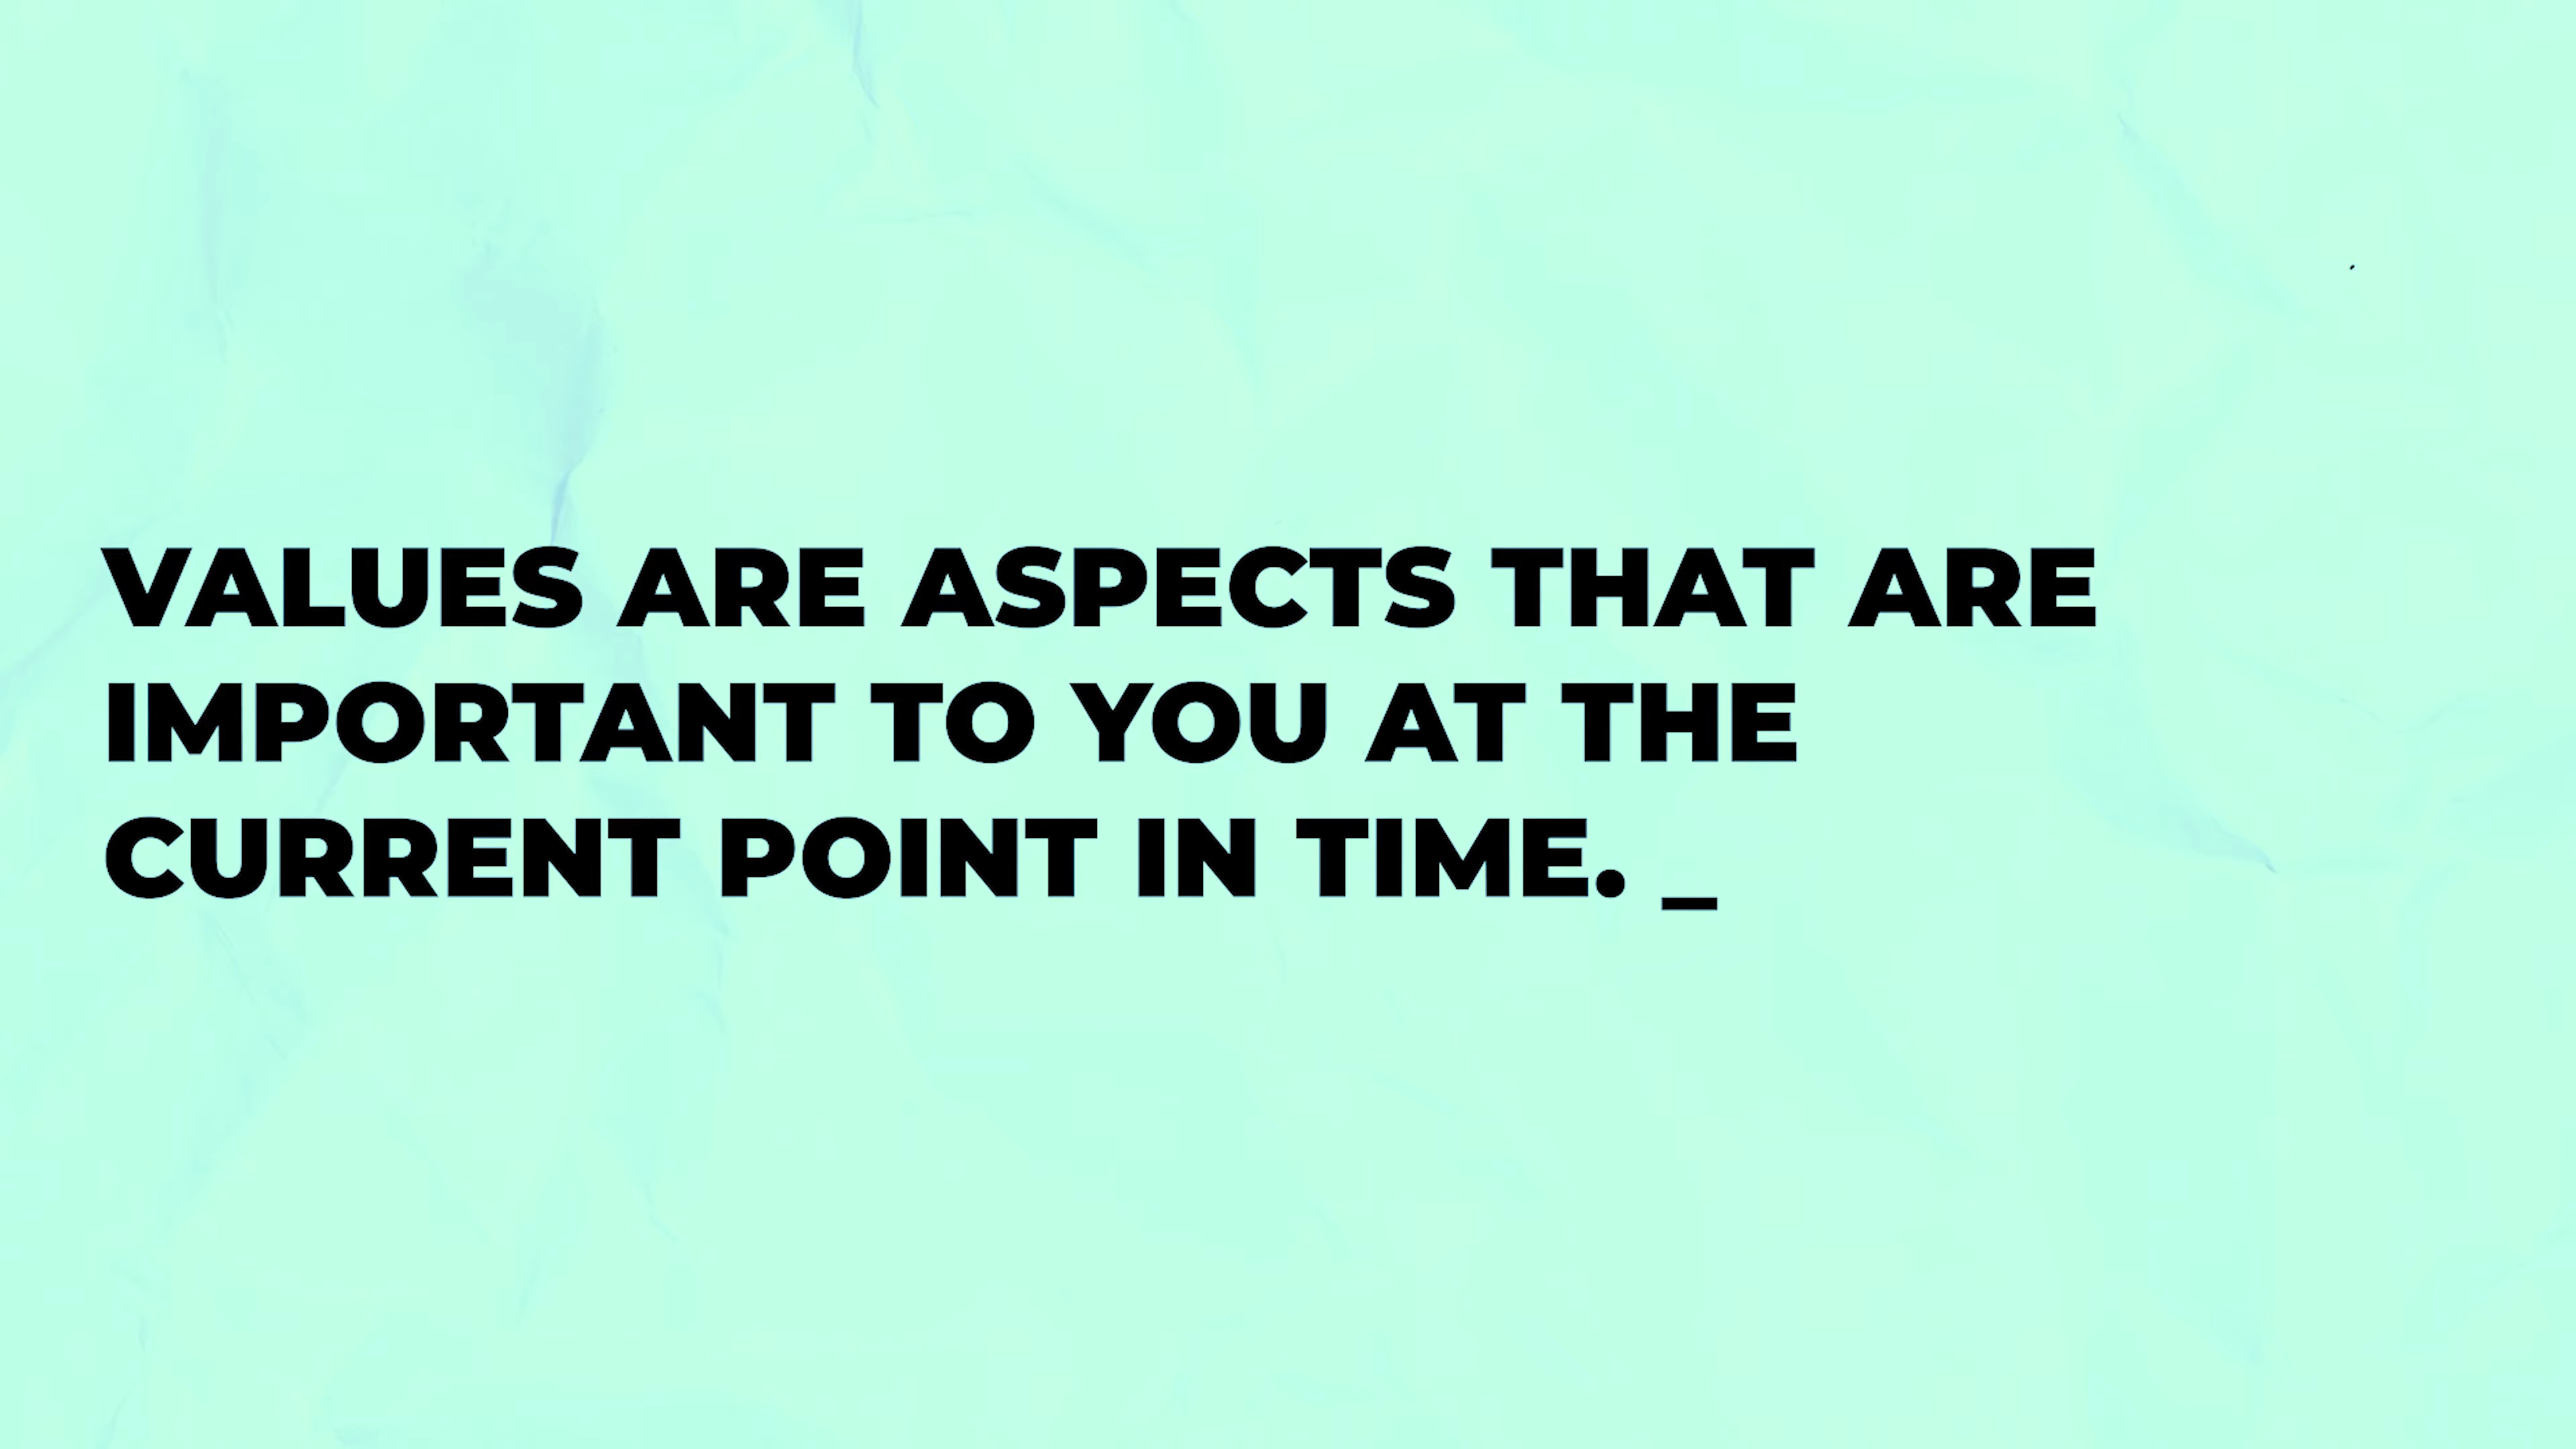 VALUES ARE ASPECTS THAT ARE
IMPORTANT TO YOU AT THE
CURRENT POINT IN TIME. _